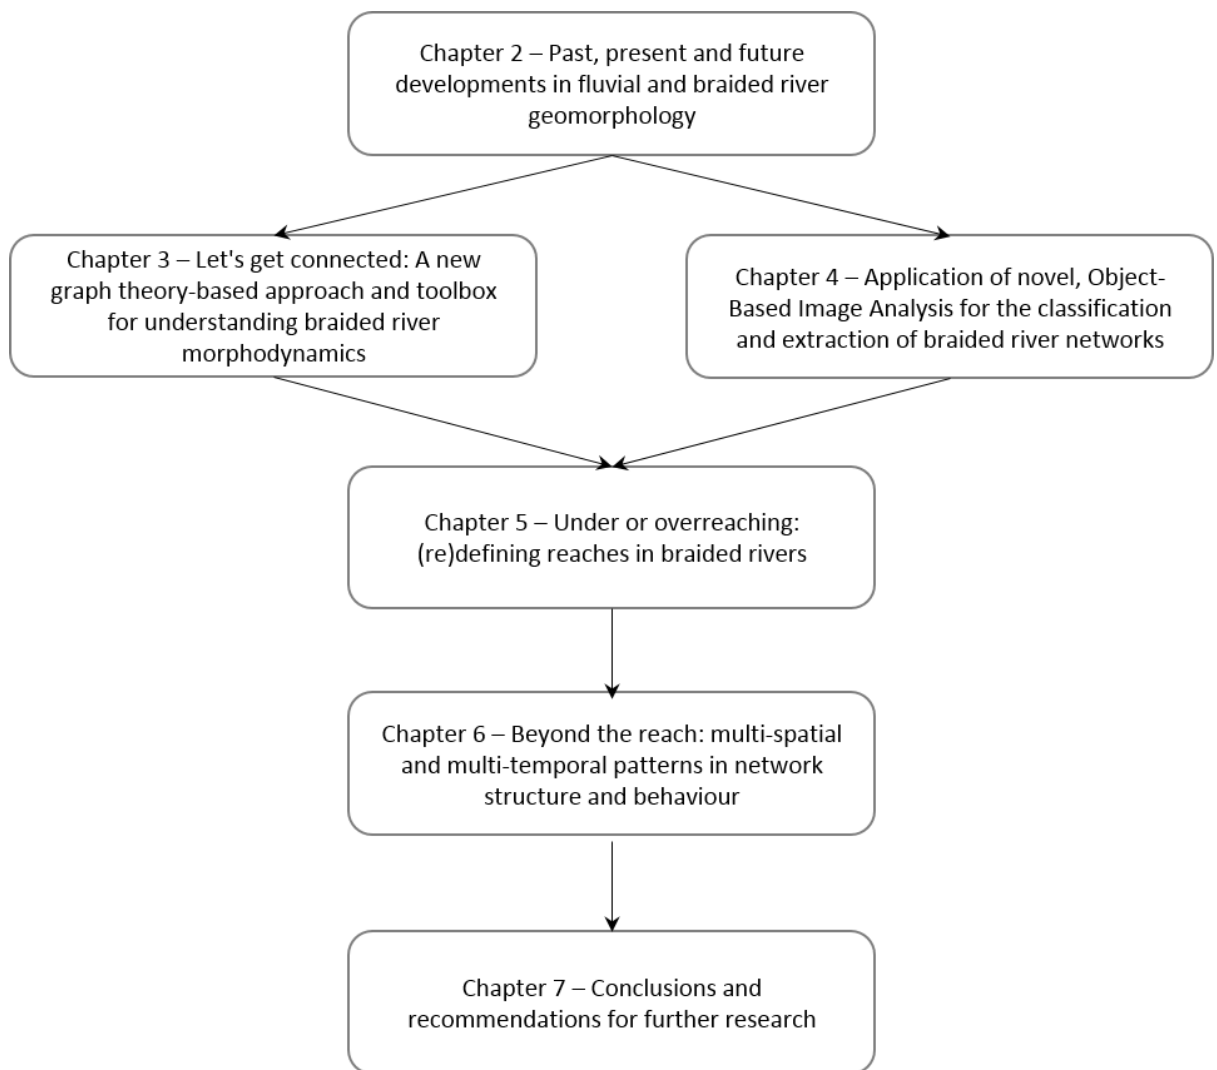 Chapter 2 – Past, present and future
developments in fluvial and braided river
geomorphology
Chapter 3 – Let's get connected: A new
graph theory-based approach and toolbox
for understanding braided river
morphodynamics
Chapter 4 – Application of novel, Object-
Based Image Analysis for the classification
and extraction of braided river networks
Chapter 5 – Under or overreaching:
(re)defining reaches in braided rivers
Chapter 6 – Beyond the reach: multi-spatial
and multi-temporal patterns in network
structure and behaviour
Chapter 7 – Conclusions and
recommendations for further research